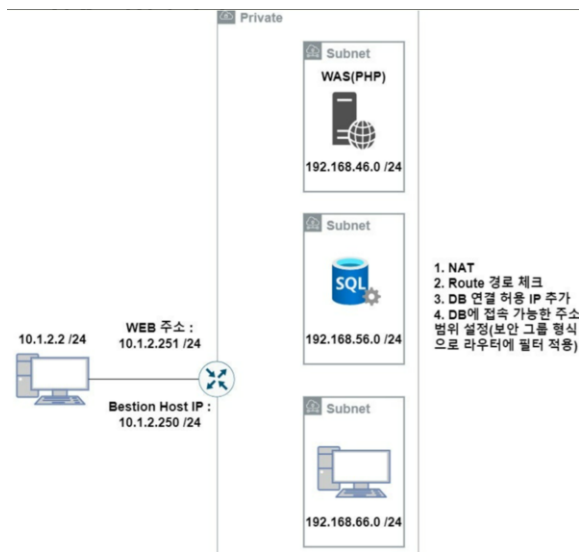 Private
Subnet
WAS(PHP)
192.168.46.0 /24
Subnet
SQL
192.168.56.0 /24
1. NAT
2. Route 경로 체크
3. DB 연결 허용 IP 추가
4. DB에 접속 가능한 주소
범위 설정(보안 그룹 형식
으로 라우터에 필터 적용)
10.1.2.2 /24
WEB 주소 :
10.1.2.251 /24
Bestion Host IP :
10.1.2.250 /24
Subnet
192.168.66.0 /24